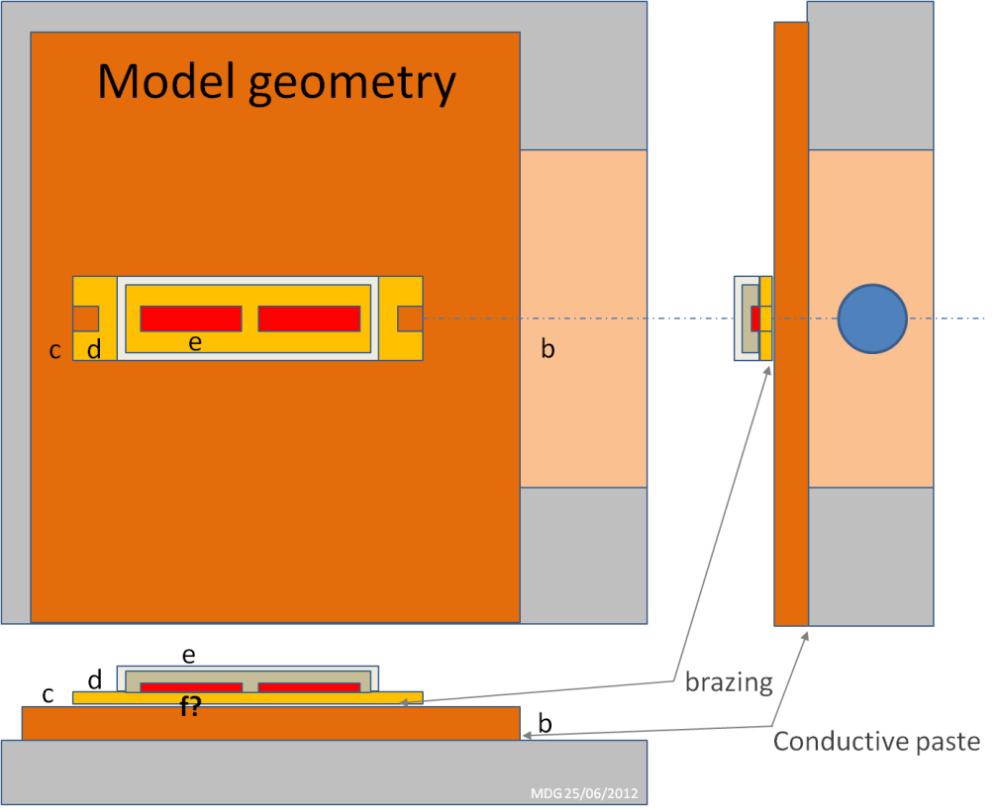 Model geometry
c
d
e
b
e
d
c
f?
b
brazing
Conductive paste
MDG 25/06/2012